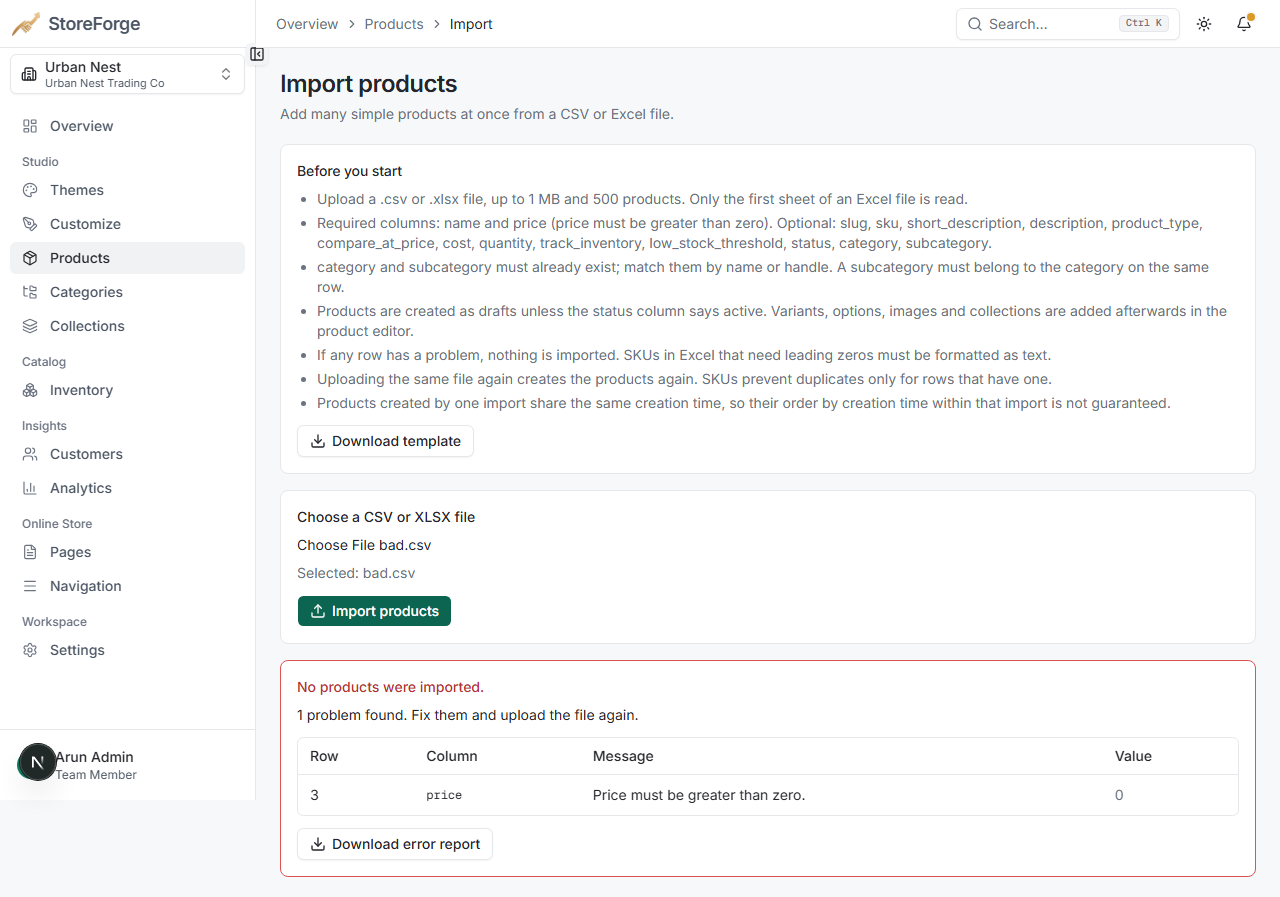 StoreForge
Overview > Products > Import
Search...
Ctrl K
Urban Nest
Urban Nest Trading Co
Overview
Studio
Themes
Customize
Products
Categories
Collections
Catalog
Inventory
Insights
Customers
Analytics
Online Store
Pages
Navigation
Workspace
Settings
N
Arun Admin
Team Member
Import products
Add many simple products at once from a CSV or Excel file.
Before you start
• Upload a .csv or .xlsx file, up to 1 MB and 500 products. Only the first sheet of an Excel file is read.
• Required columns: name and price (price must be greater than zero). Optional: slug, sku, short_description, description, product_type,
compare_at_price, cost, quantity, track_inventory, low_stock_threshold, status, category, subcategory.
• category and subcategory must already exist; match them by name or handle. A subcategory must belong to the category on the same
row.
• Products are created as drafts unless the status column says active. Variants, options, images and collections are added afterwards in the
product editor.
• If any row has a problem, nothing is imported. SKUs in Excel that need leading zeros must be formatted as text.
• Uploading the same file again creates the products again. SKUs prevent duplicates only for rows that have one.
• Products created by one import share the same creation time, so their order by creation time within that import is not guaranteed.
Download template
Choose a CSV or XLSX file
Choose File bad.csv
Selected: bad.csv
Import products
No products were imported.
1 problem found. Fix them and upload the file again.
Row Column Message Value
3 price Price must be greater than zero. 0
Download error report